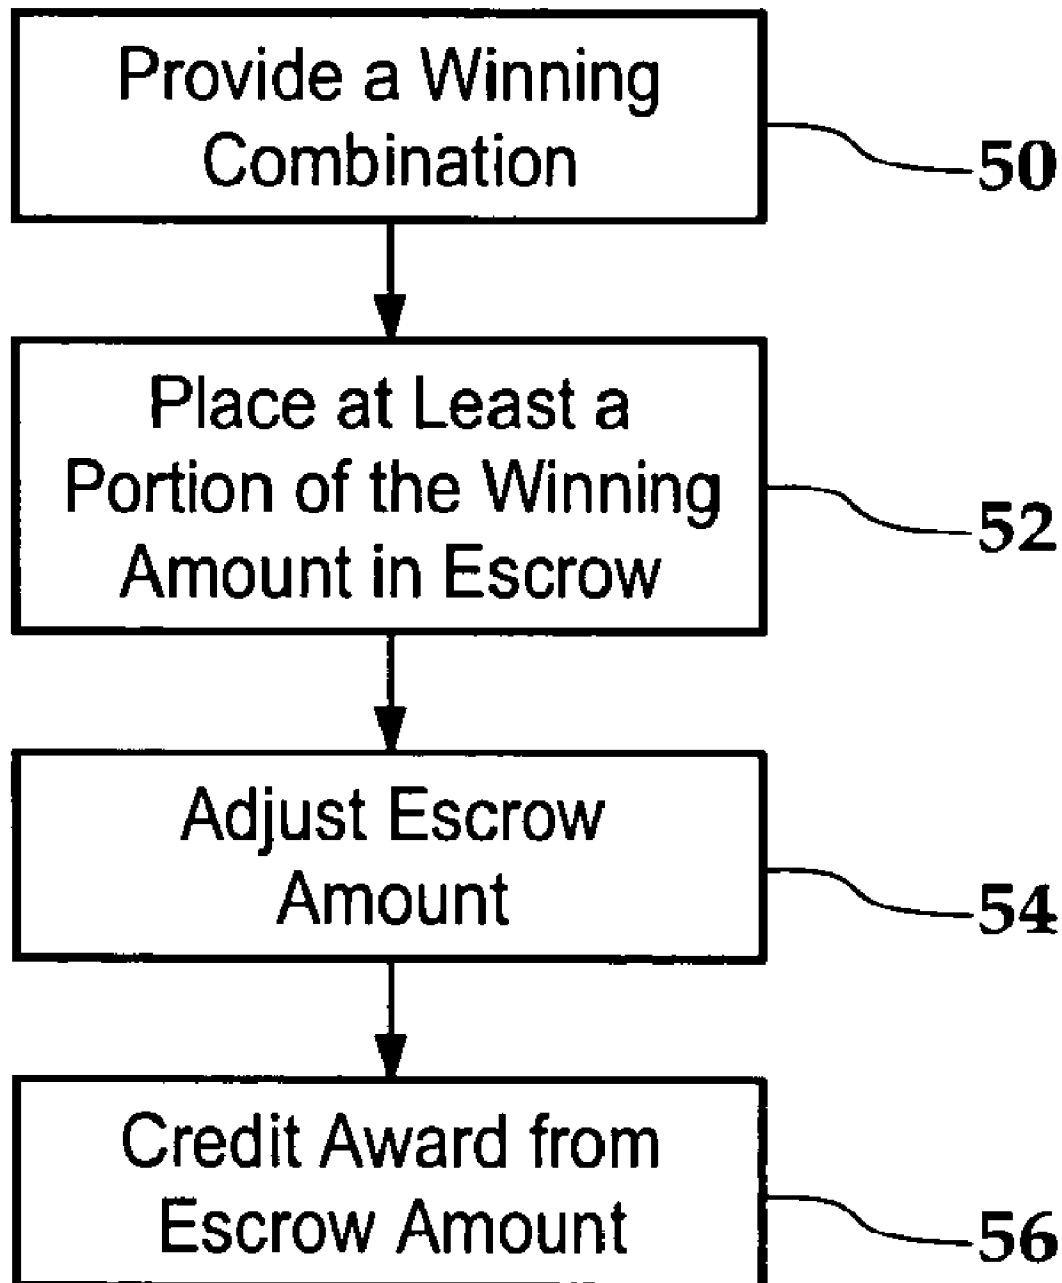 Provide a Winning
Combination
50
Place at Least a
Portion of the Winning
Amount in Escrow
52
Adjust Escrow
Amount
54
Credit Award from
Escrow Amount
56